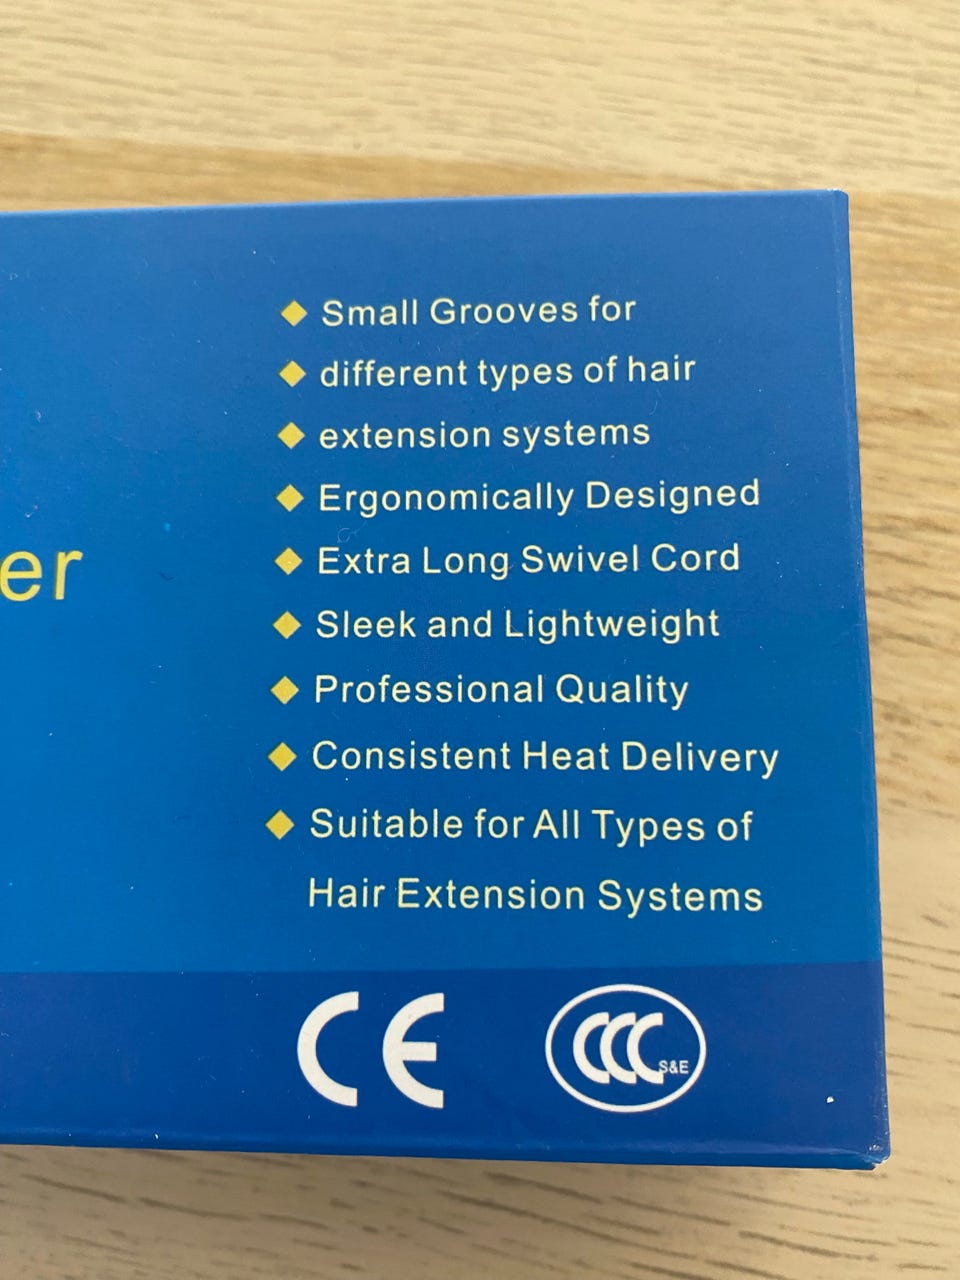 Small Grooves for
different types of hair
extension systems
Ergonomically Designed
er
Extra Long Swivel Cord
Sleek and Lightweight
Professional Quality
Consistent Heat Delivery
Suitable for All Types of
Hair Extension Systems
CE
CCC S&E